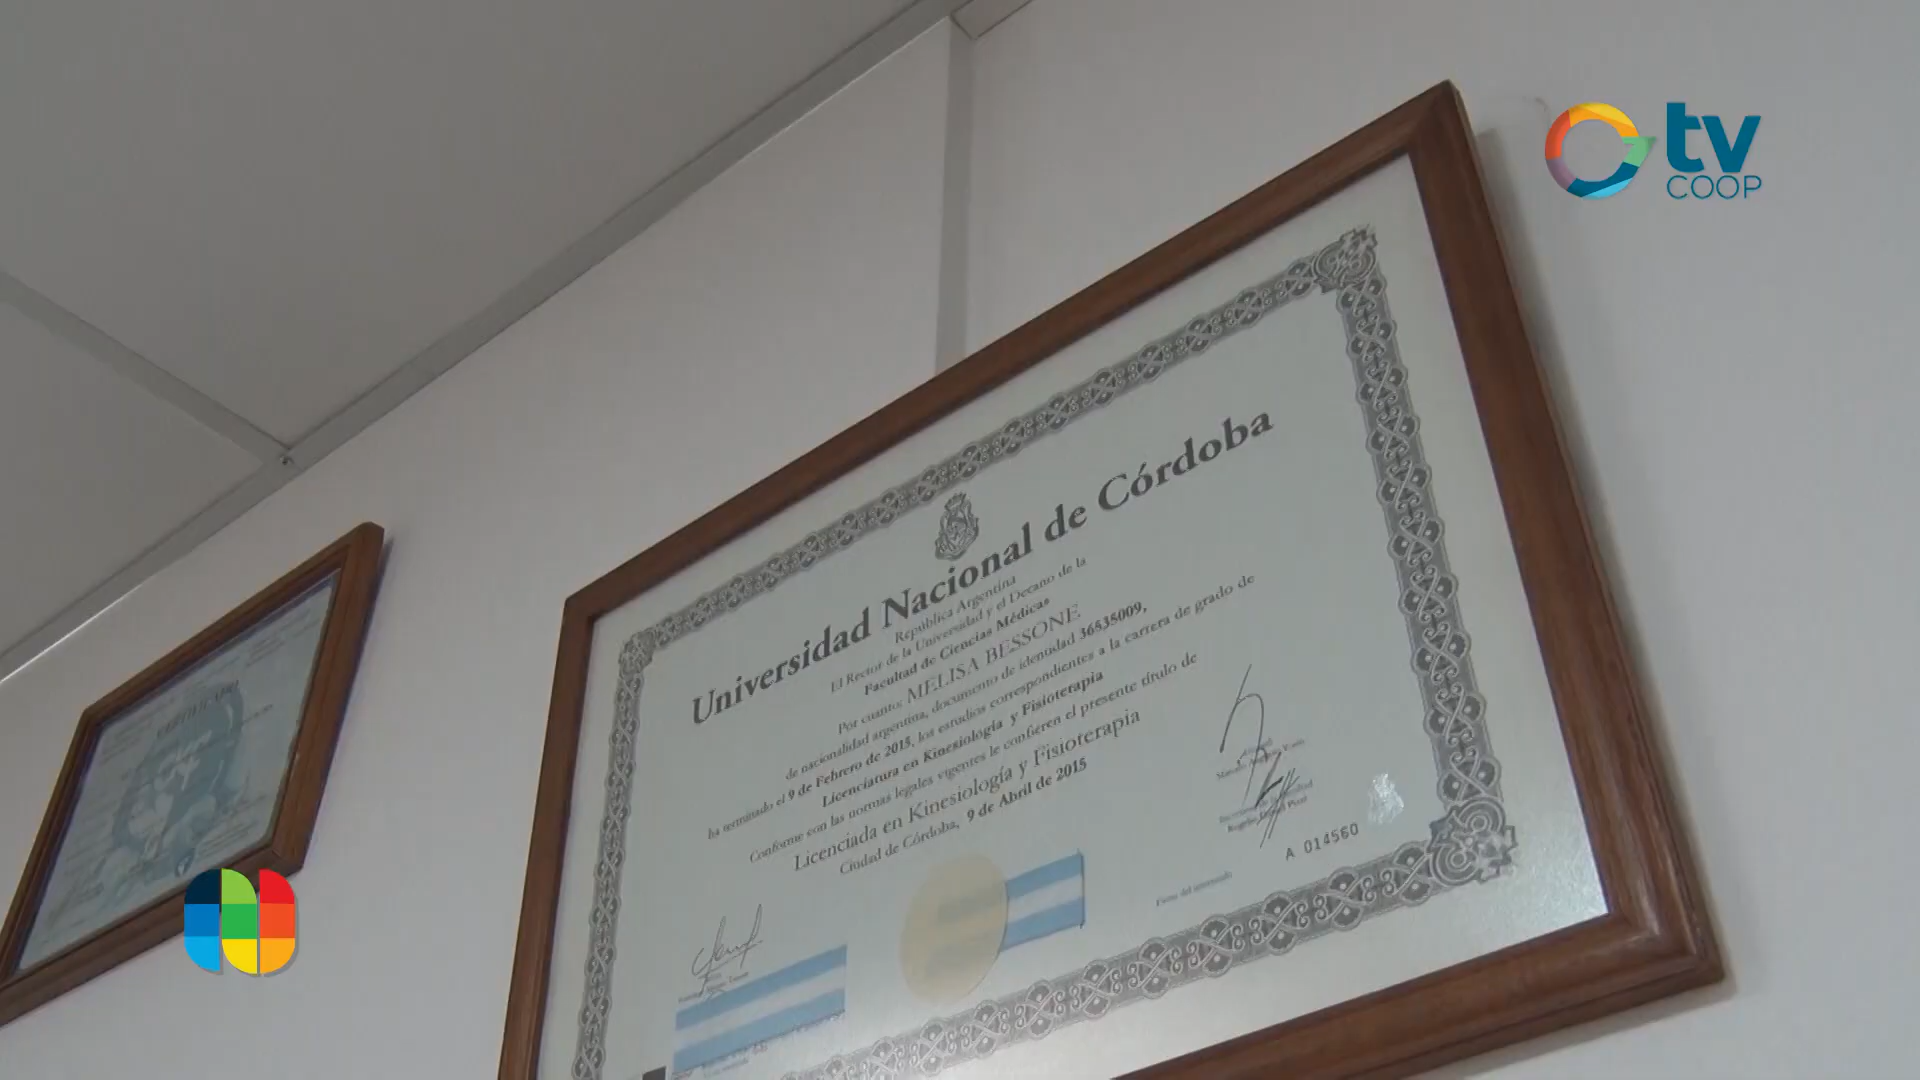 tv
COOP
Universidad Nacional de Córdoba
República Argentina
El Rector de la Universidad y el Decano de la
Facultad de Ciencias Médicas
Por cuanto: MELISA BESSONE
de nacionalidad argentina, documento de identidad 36535009,
ha terminado el 9 de Febrero de 2015, los estudios correspondientes a la carrera de grado de
Licenciatura en Kinesiología y Fisioterapia
Conforme con las normas legales vigentes le confieren el presente título de
Licenciada en Kinesiología y Fisioterapia
Ciudad de Córdoba, 9 de Abril de 2015
A 014560
Firma del interesado
CERTIFICADO